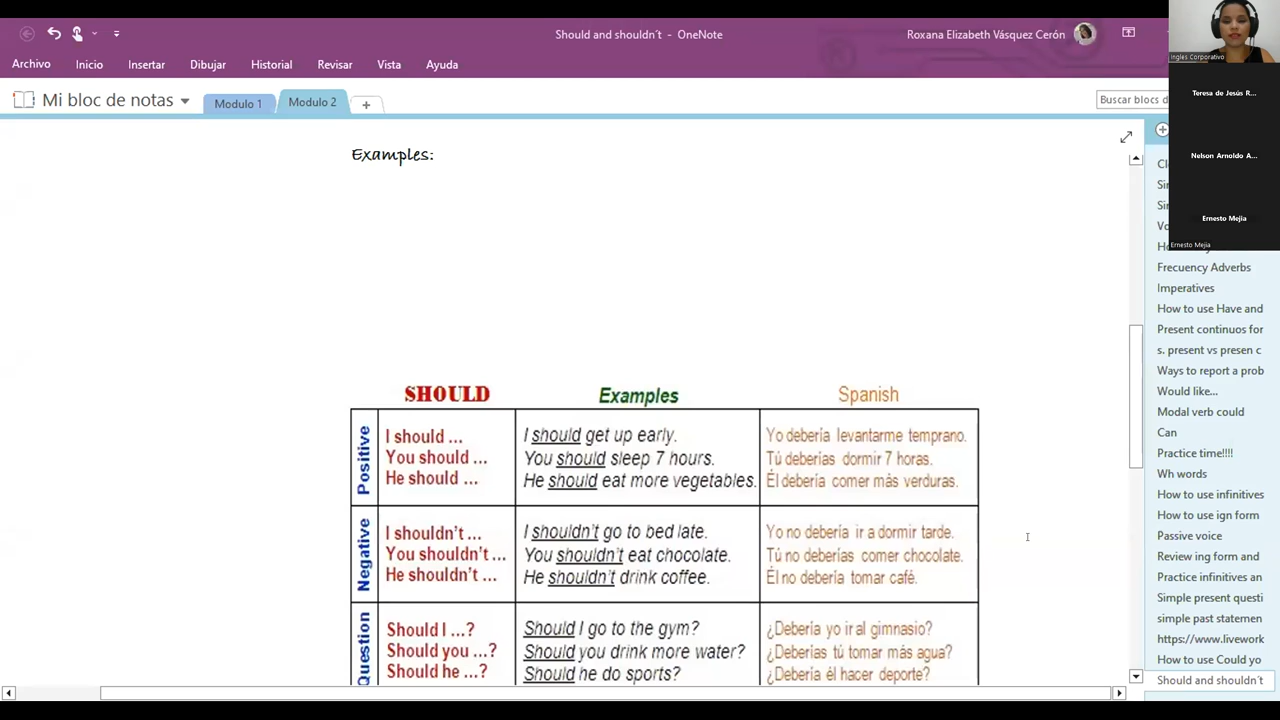 Should and shouldn´t - OneNote
Roxana Elizabeth Vásquez Cerón
Archivo Inicio Insertar Dibujar Historial Revisar Vista Ayuda
Mi bloc de notas
Modulo 1
Modulo 2
+
Buscar blocs d
Ingles Corporativo
Teresa de Jesús R...
Nelson Arnoldo A...
Ernesto Mejia
Ernesto Mejia
Examples:
SHOULD Examples Spanish
Positive
I should ... I should get up early. Yo debería levantarme temprano.
You should ... You should sleep 7 hours. Tú deberías dormir 7 horas.
He should ... He should eat more vegetables. Él debería comer más verduras.
Negative
I shouldn't ... I shouldn't go to bed late. Yo no debería ir a dormir tarde.
You shouldn't ... You shouldn't eat chocolate. Tú no deberías comer chocolate.
He shouldn't ... He shouldn't drink coffee. Él no debería tomar café.
Question
Should I ...? Should I go to the gym? ¿Debería yo ir al gimnasio?
Should you ...? Should you drink more water? ¿Deberías tú tomar más agua?
Should he ...? Should he do sports? ¿Debería él hacer deporte?
Frecuency Adverbs
Imperatives
How to use Have and
Present continuos for
s. present vs presen c
Ways to report a prob
Would like...
Modal verb could
Can
Practice time!!!!
Wh words
How to use infinitives
How to use ign form
Passive voice
Review ing form and
Practice infinitives an
Simple present questi
simple past statemen
https://www.livework
How to use Could yo
Should and shouldn´t